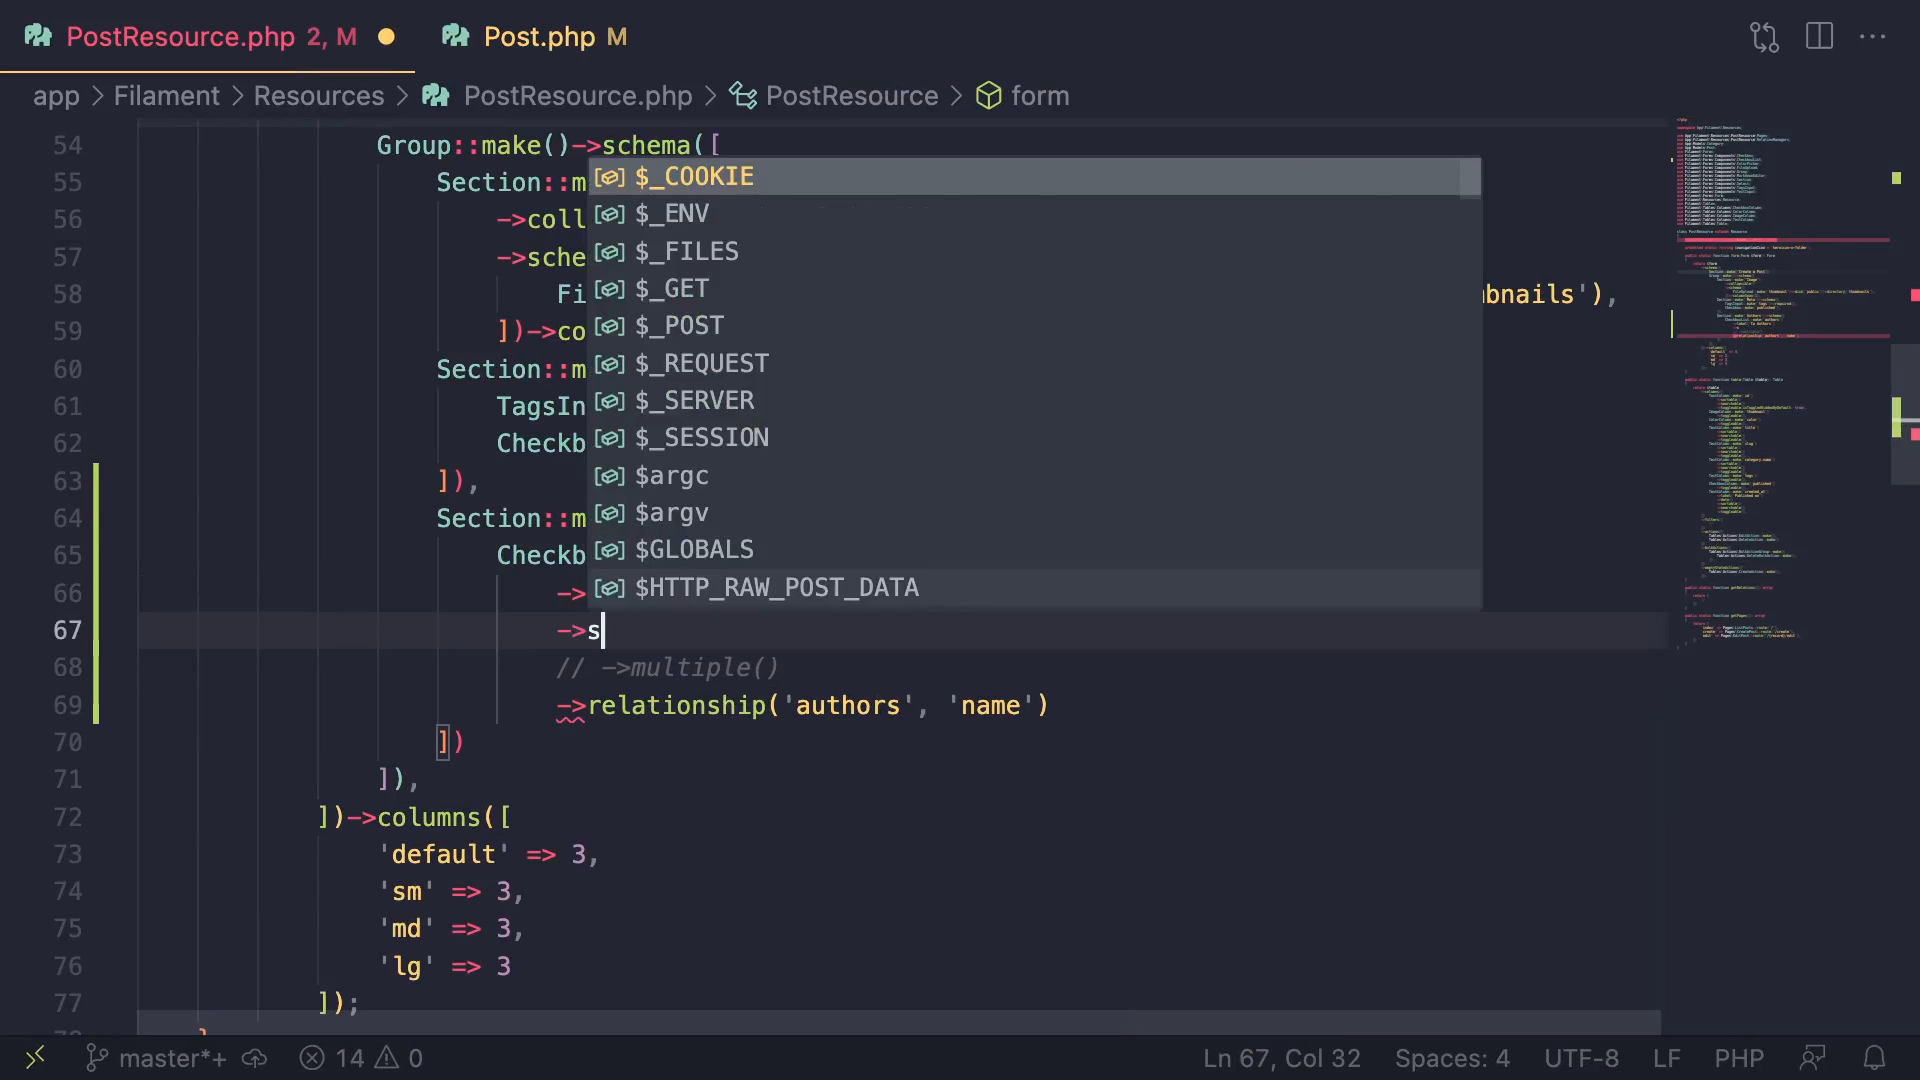 PostResource.php 2, M
Post.php M
app > Filament > Resources > PostResource.php > PostResource > form
54 Group::make()->schema([
55 Section::m
56 ->coll
57 ->sche
58 Fi bnails'),
59 ])->co
60 Section::m
61 TagsIn
62 Checkb
63 ]),
64 Section::m
65 Checkb
66 ->
67 ->s
68 // ->multiple()
69 ->relationship('authors', 'name')
70 ])
71 ]),
72 ])->columns([
73 'default' => 3,
74 'sm' => 3,
75 'md' => 3,
76 'lg' => 3
77 ]);
$_COOKIE
$_ENV
$_FILES
$_GET
$_POST
$_REQUEST
$_SERVER
$_SESSION
$argc
$argv
$GLOBALS
$HTTP_RAW_POST_DATA
master*+ 14 0 Ln 67, Col 32 Spaces: 4 UTF-8 LF PHP